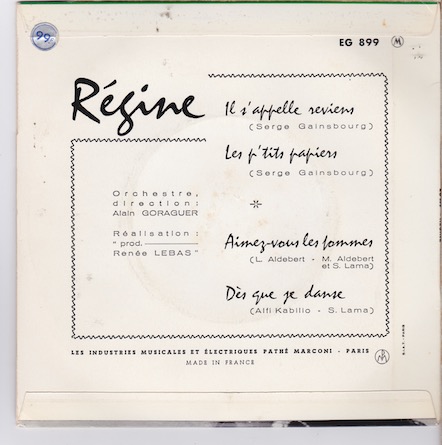 99.
EG 899 M
Régine
Il s'appelle reviens
(Serge Gainsbourg)
Les p'tits papiers
(Serge Gainsbourg)
Orchestre,
direction:
Alain GORAGUER
Réalisation :
" prod.
Renée LEBAS "
Aimez-vous les pommes
(L. Aldebert - M. Aldebert
et S. Lama)
Dès que je danse
(Alfi Kabilio - S. Lama)
LES INDUSTRIES MUSICALES ET ÉLECTRIQUES PATHÉ MARCONI - PARIS
MADE IN FRANCE